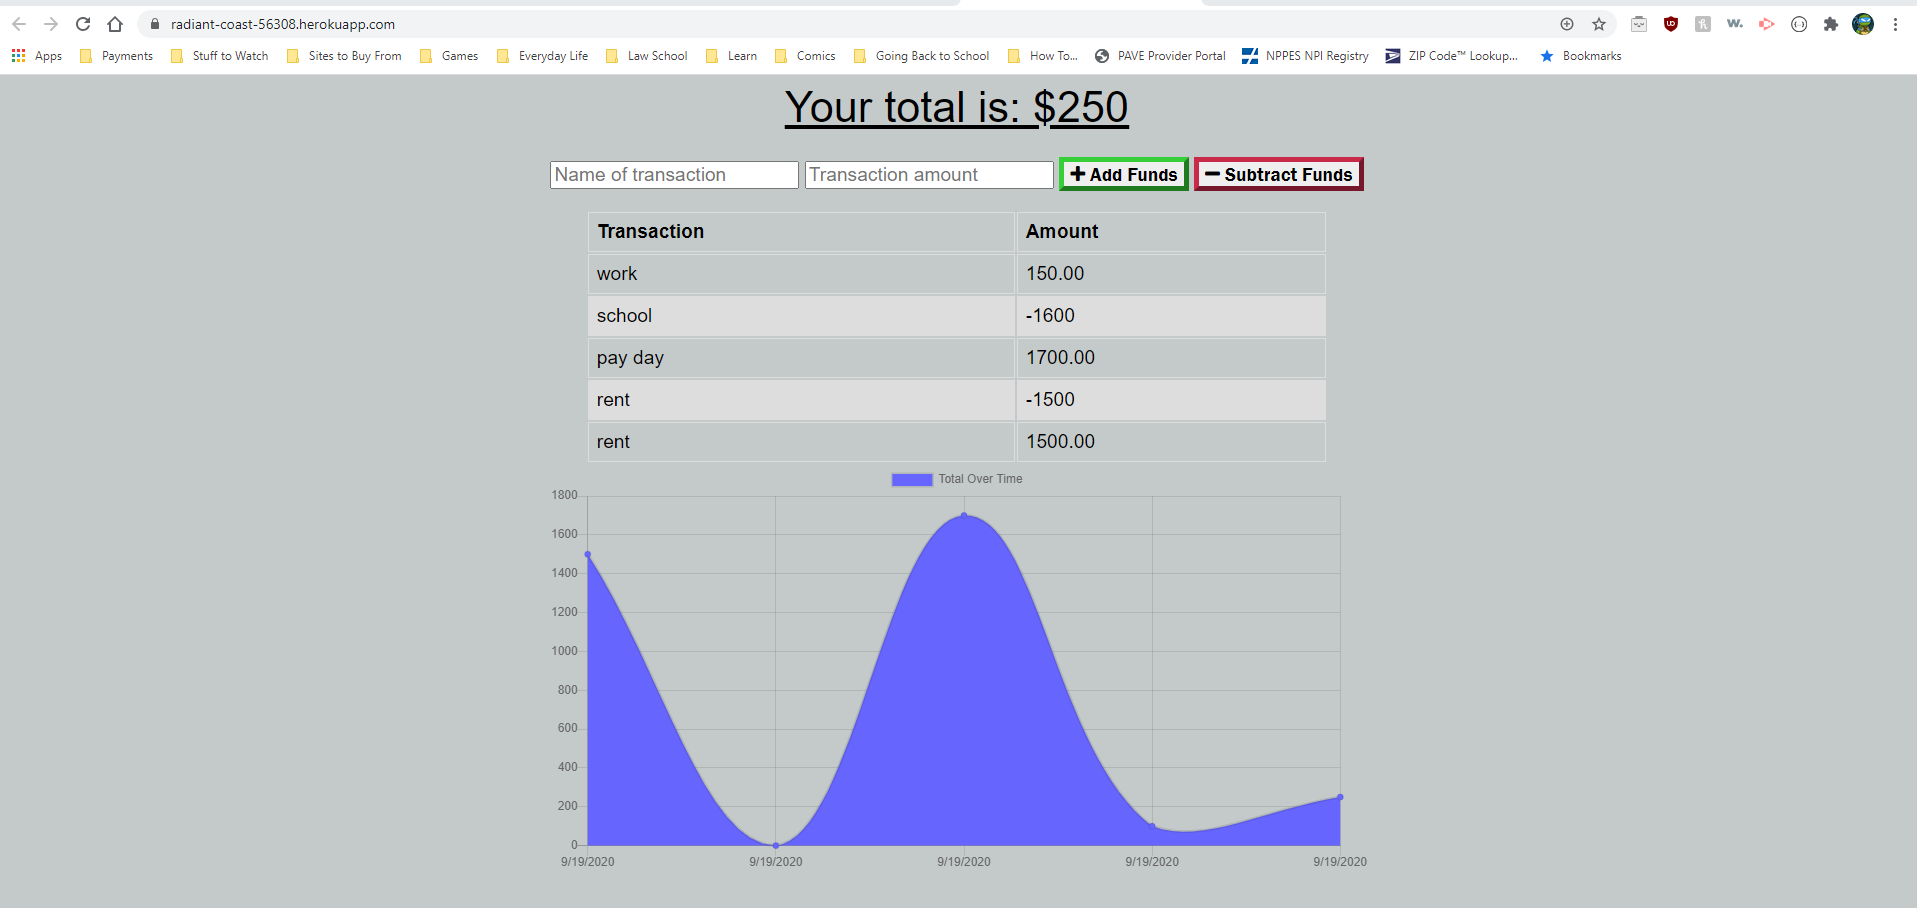 radiant-coast-56308.herokuapp.com
Apps Payments Stuff to Watch Sites to Buy From Games Everyday Life Law School Learn Comics Going Back to School How To... PAVE Provider Portal NPPES NPI Registry ZIP Code™ Lookup... Bookmarks
Your total is: $250
Name of transaction Transaction amount + Add Funds − Subtract Funds
Transaction Amount
work 150.00
school -1600
pay day 1700.00
rent -1500
rent 1500.00
Total Over Time
1800
1600
1400
1200
1000
800
600
400
200
0
9/19/2020 9/19/2020 9/19/2020 9/19/2020 9/19/2020